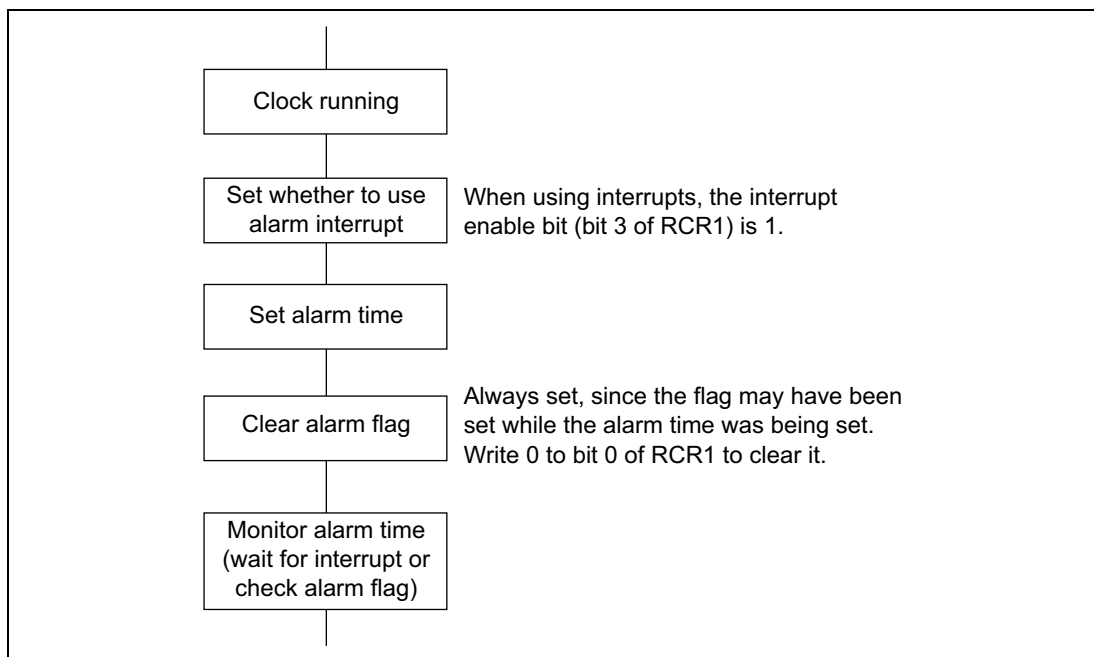 Clock running
Set whether to use
alarm interrupt
When using interrupts, the interrupt
enable bit (bit 3 of RCR1) is 1.
Set alarm time
Clear alarm flag
Always set, since the flag may have been
set while the alarm time was being set.
Write 0 to bit 0 of RCR1 to clear it.
Monitor alarm time
(wait for interrupt or
check alarm flag)